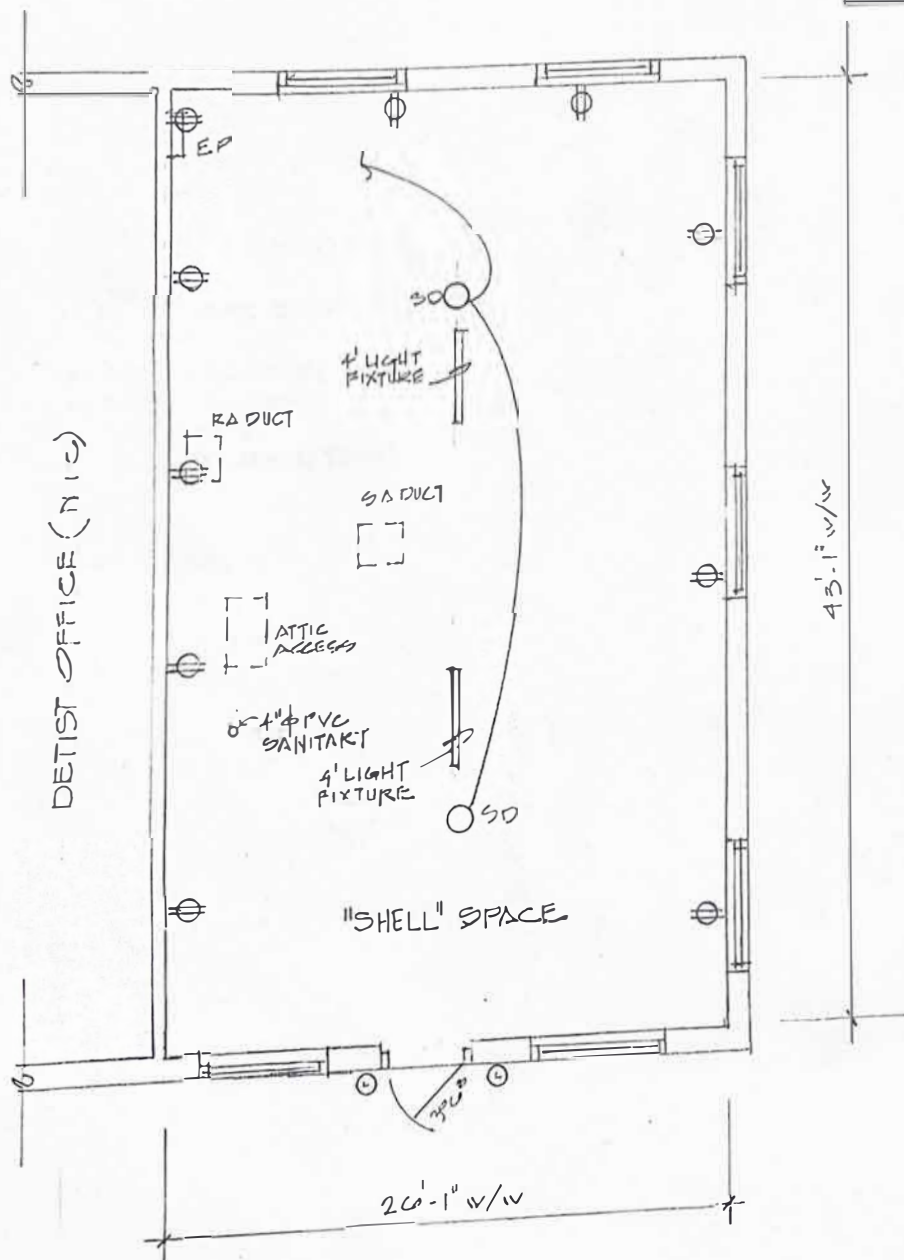 EP
SD
4' LIGHT
FIXTURE
RA DUCT
SA DUCT
DETIST OFFICE (NIC)
43'-1" W/W
ATTIC
ACCESS
4"Φ PVC
SANITARY
4' LIGHT
FIXTURE
SD
"SHELL" SPACE
L
L
26'-1" W/W